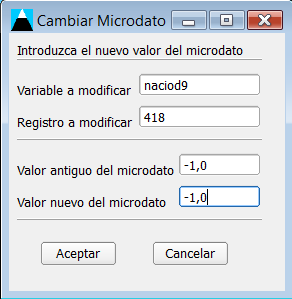 Cambiar Microdato
Introduzca el nuevo valor del microdato
Variable a modificar naciod9
Registro a modificar 418
Valor antiguo del microdato -1,0
Valor nuevo del microdato -1,0
Aceptar Cancelar